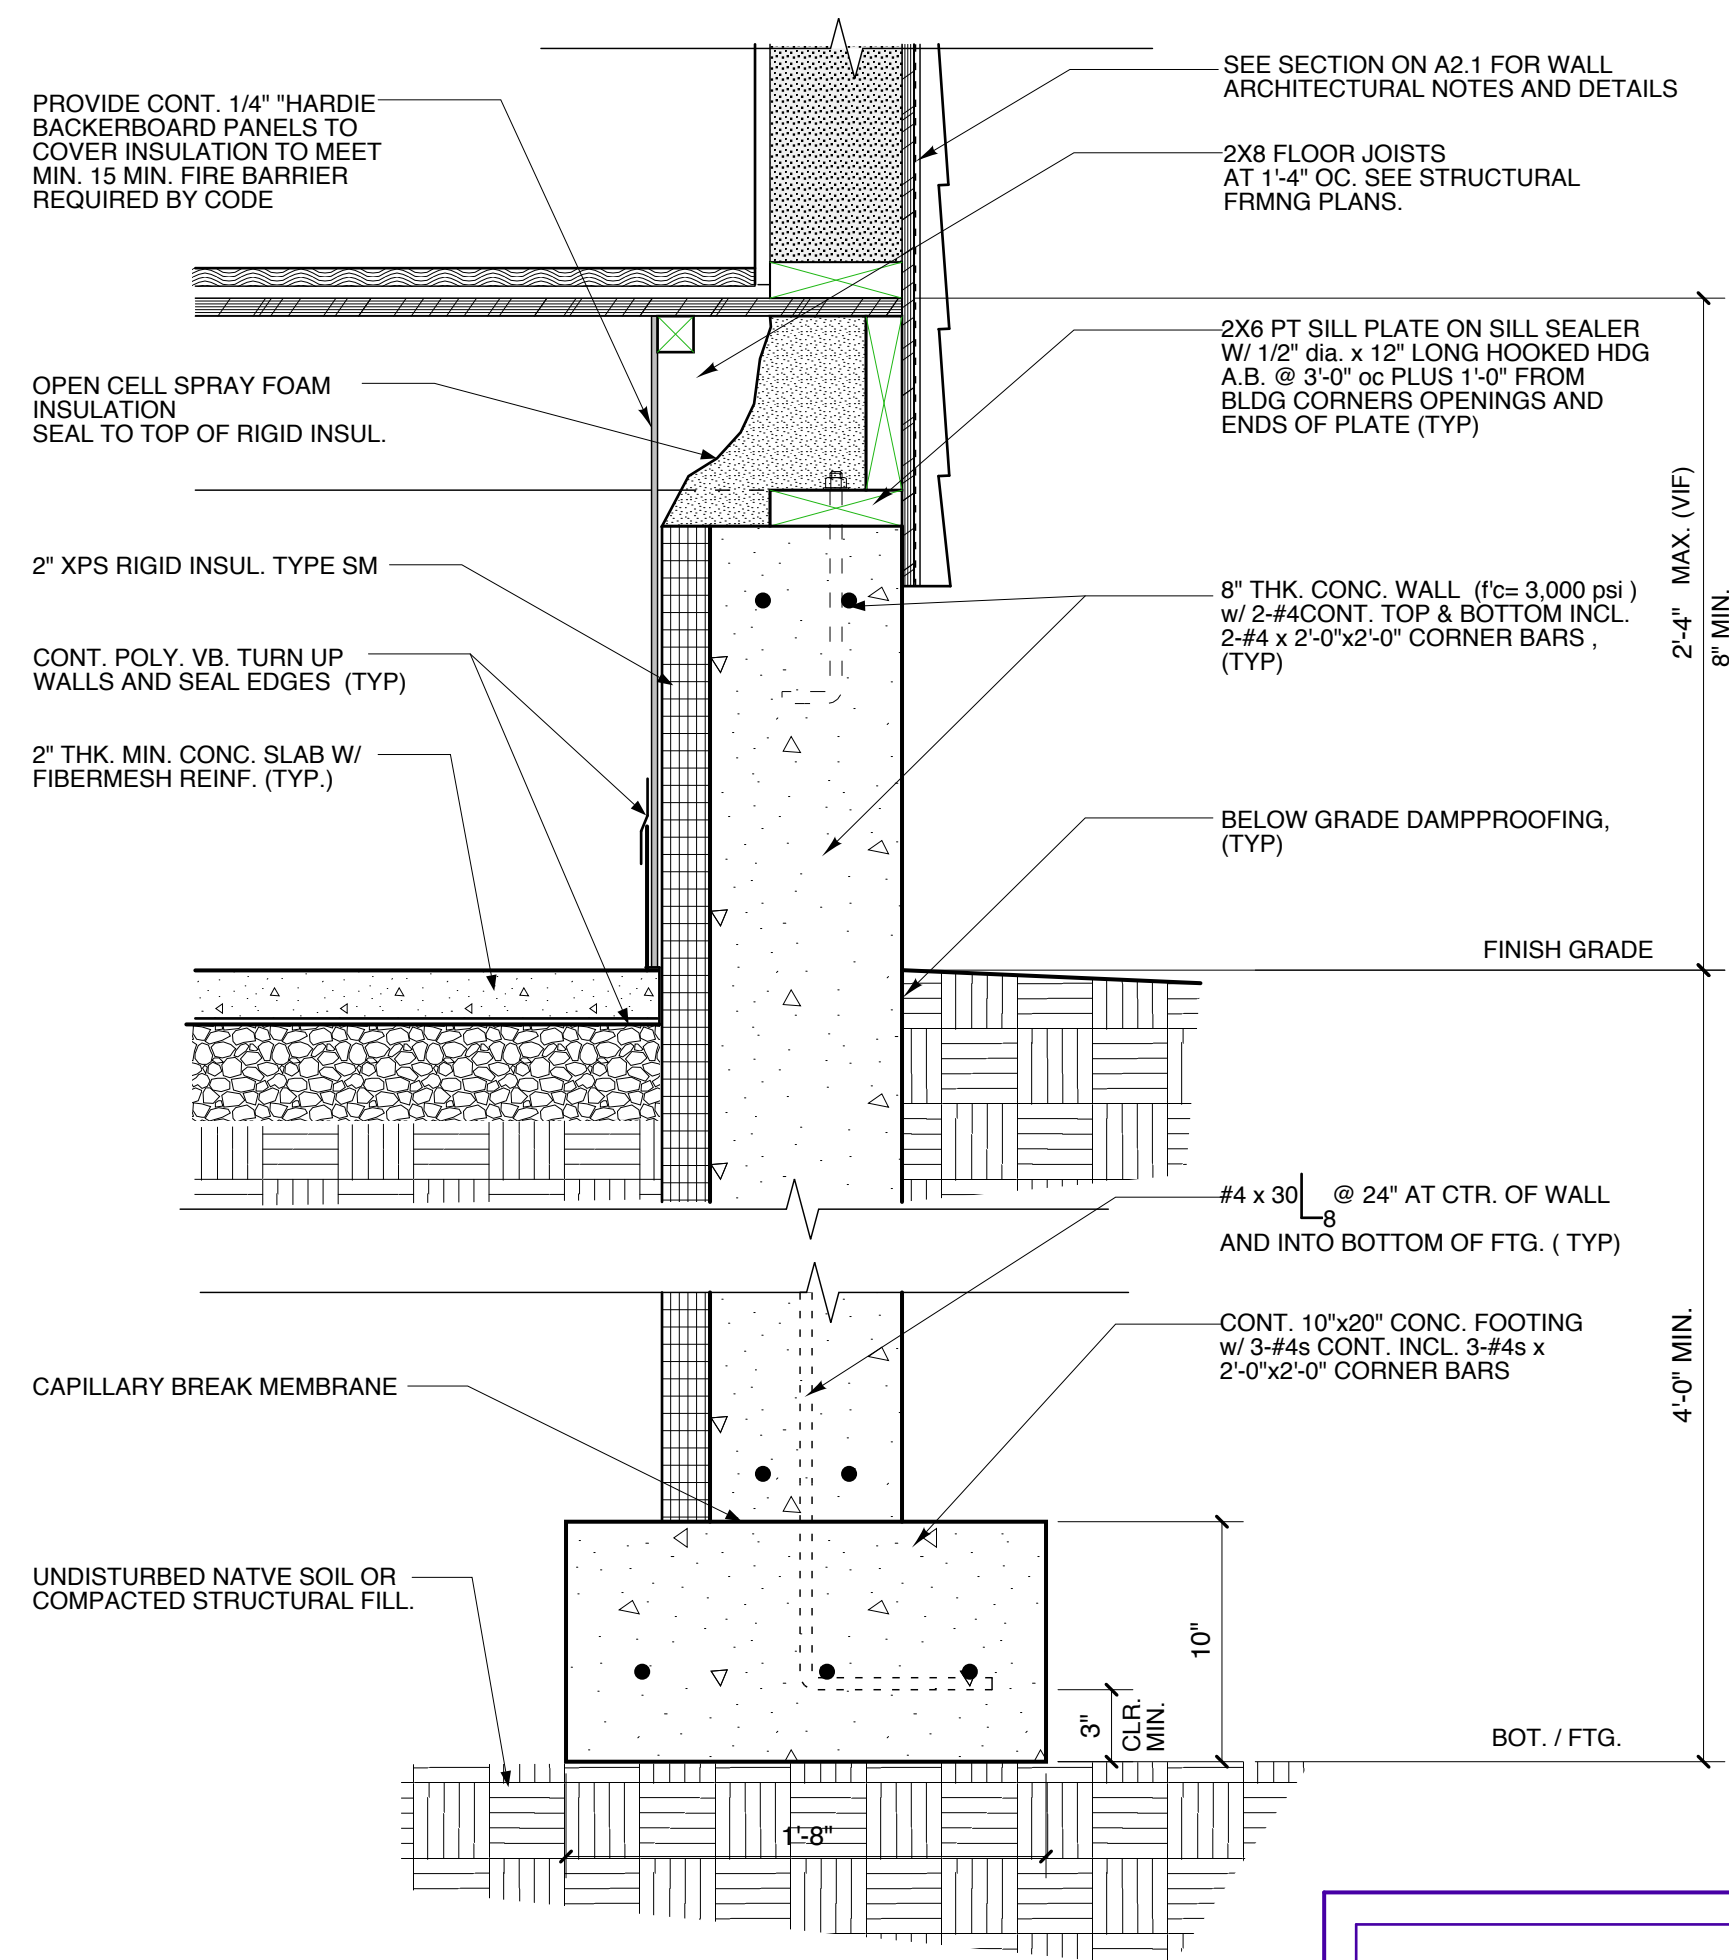 PROVIDE CONT. 1/4" "HARDIE
BACKERBOARD PANELS TO
COVER INSULATION TO MEET
MIN. 15 MIN. FIRE BARRIER
REQUIRED BY CODE
OPEN CELL SPRAY FOAM
INSULATION
SEAL TO TOP OF RIGID INSUL.
2" XPS RIGID INSUL. TYPE SM
CONT. POLY. VB. TURN UP
WALLS AND SEAL EDGES (TYP)
2" THK. MIN. CONC. SLAB W/
FIBERMESH REINF. (TYP.)
CAPILLARY BREAK MEMBRANE
UNDISTURBED NATVE SOIL OR
COMPACTED STRUCTURAL FILL.
SEE SECTION ON A2.1 FOR WALL
ARCHITECTURAL NOTES AND DETAILS
2X8 FLOOR JOISTS
AT 1'-4" OC. SEE STRUCTURAL
FRMNG PLANS.
2X6 PT SILL PLATE ON SILL SEALER
W/ 1/2" dia. x 12" LONG HOOKED HDG
A.B. @ 3'-0" oc PLUS 1'-0" FROM
BLDG CORNERS OPENINGS AND
ENDS OF PLATE (TYP)
8" THK. CONC. WALL (f'c= 3,000 psi )
w/ 2-#4CONT. TOP & BOTTOM INCL.
2-#4 x 2'-0"x2'-0" CORNER BARS ,
(TYP)
BELOW GRADE DAMPPROOFING,
(TYP)
FINISH GRADE
#4 x 30 8 @ 24" AT CTR. OF WALL
AND INTO BOTTOM OF FTG. ( TYP)
CONT. 10"x20" CONC. FOOTING
w/ 3-#4s CONT. INCL. 3-#4s x
2'-0"x2'-0" CORNER BARS
BOT. / FTG.
2'-4" MAX. (VIF)
8" MIN.
4'-0" MIN.
10"
3"
CLR.
MIN.
1'-8"